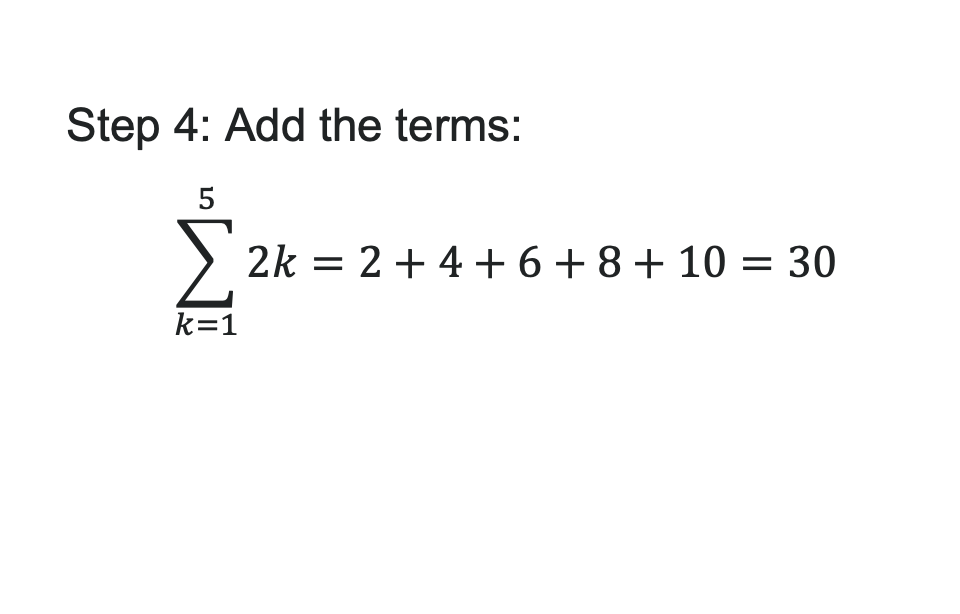 Step 4: Add the terms:
5
∑ 2k = 2 + 4 + 6 + 8 + 10 = 30
k=1